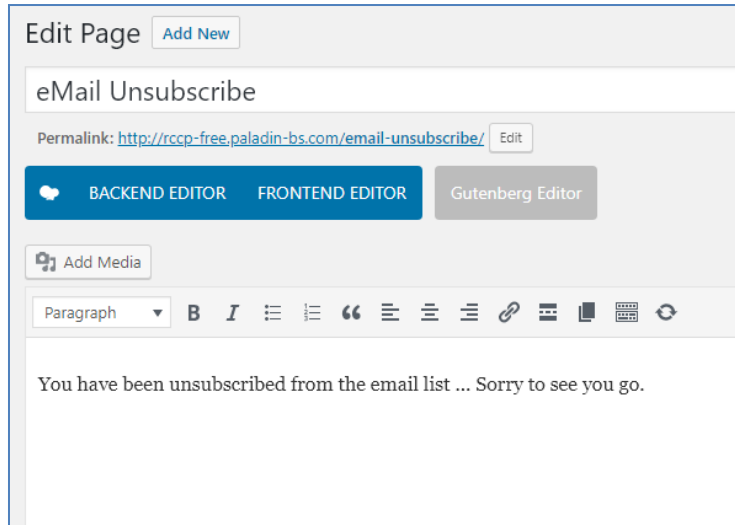 Edit Page Add New
eMail Unsubscribe
Permalink: http://rccp-free.paladin-bs.com/email-unsubscribe/ Edit
BACKEND EDITOR FRONTEND EDITOR Gutenberg Editor
Add Media
Paragraph B I
You have been unsubscribed from the email list ... Sorry to see you go.